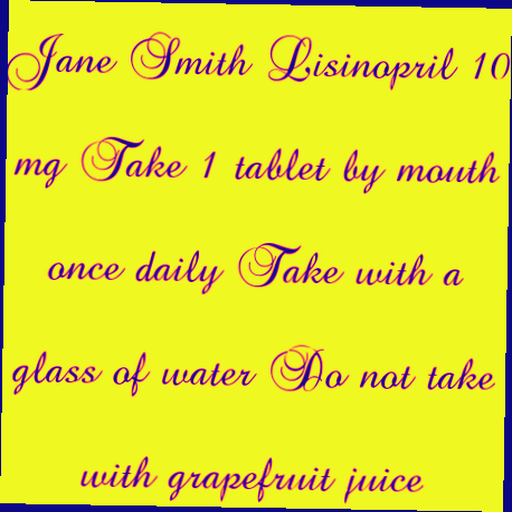 Jane Smith Lisinopril 10
mg Take 1 tablet by mouth
once daily Take with a
glass of water Do not take
with grapefruit juice